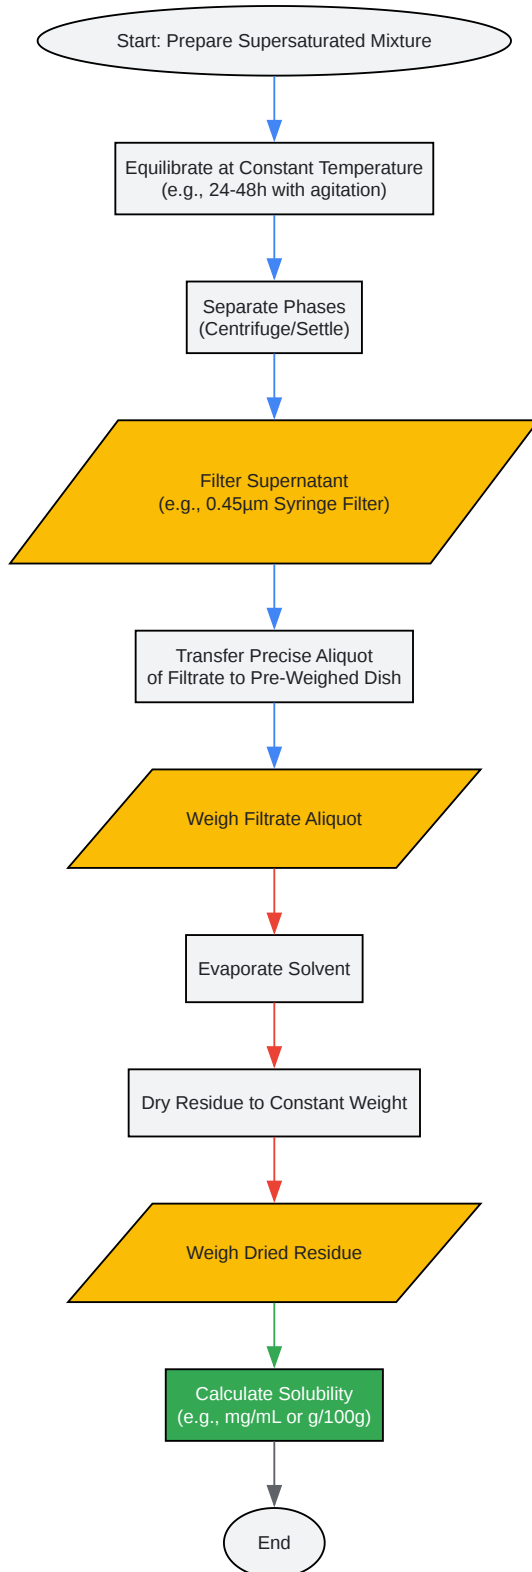 Start: Prepare Supersaturated Mixture
Equilibrate at Constant Temperature
(e.g., 24-48h with agitation)
Separate Phases
(Centrifuge/Settle)
Filter Supernatant
(e.g., 0.45µm Syringe Filter)
Transfer Precise Aliquot
of Filtrate to Pre-Weighed Dish
Weigh Filtrate Aliquot
Evaporate Solvent
Dry Residue to Constant Weight
Weigh Dried Residue
Calculate Solubility
(e.g., mg/mL or g/100g)
End